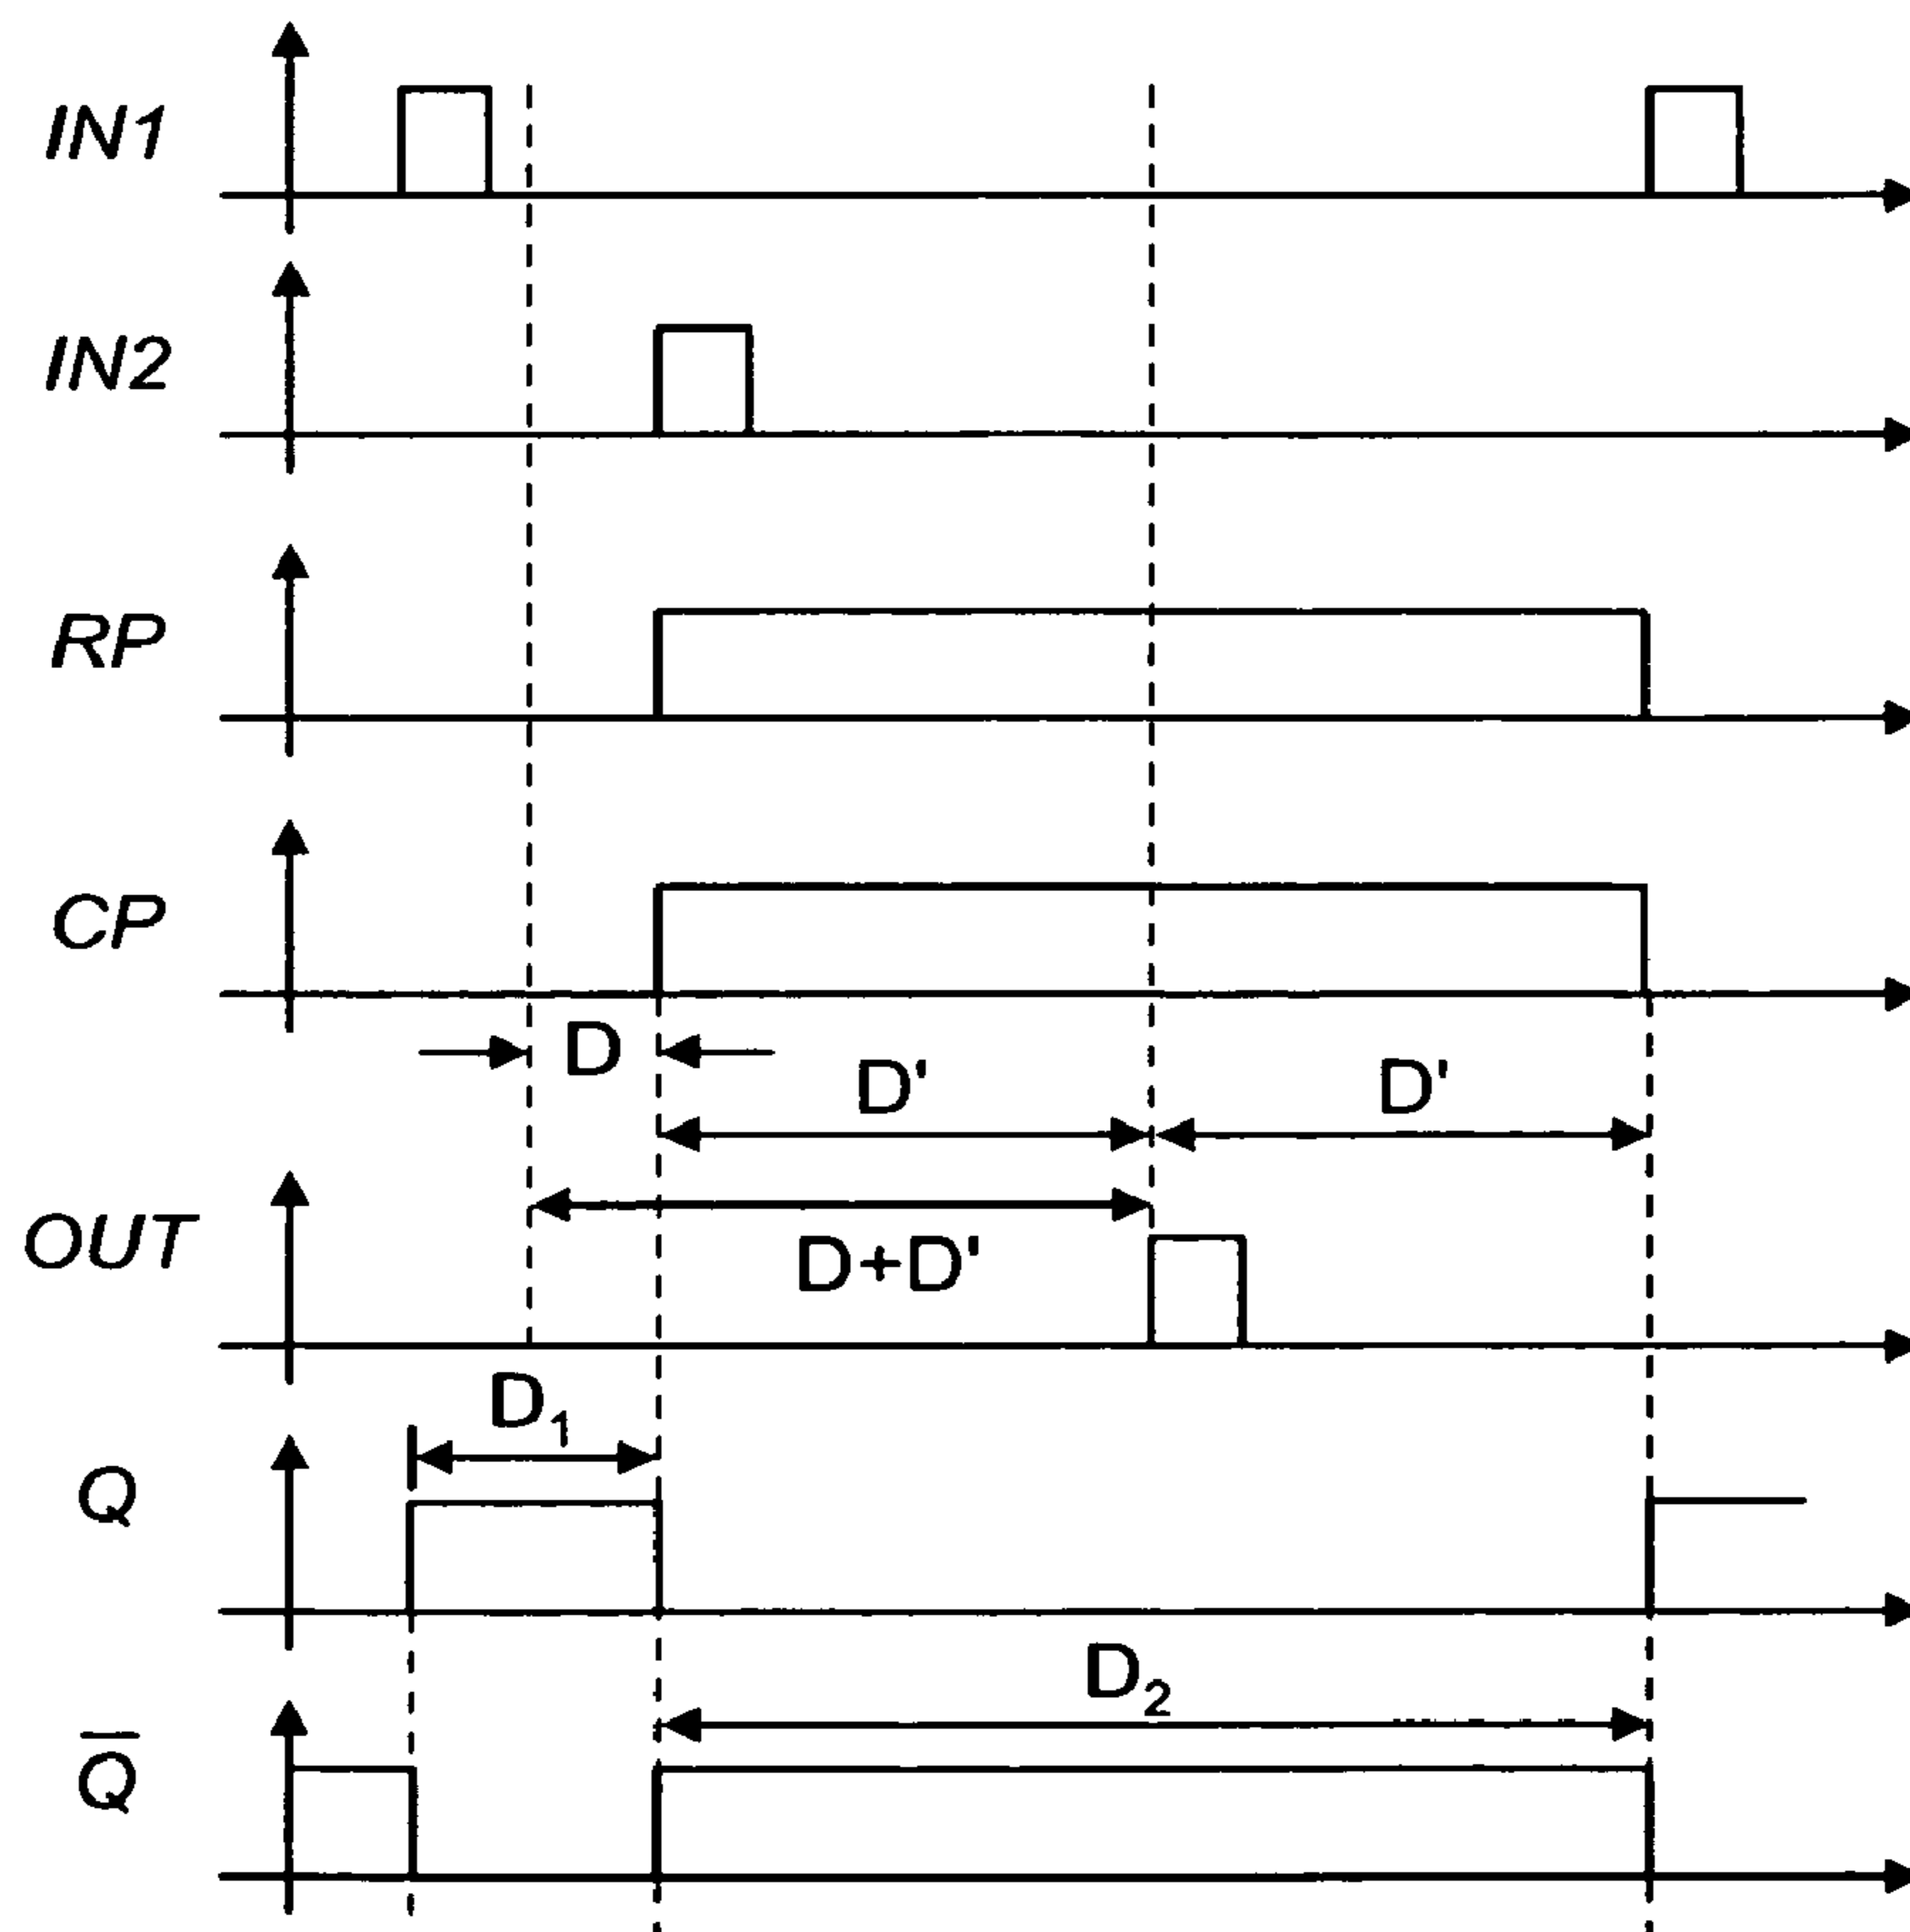 IN1
IN2
RP
CP
D
D'
D'
OUT
D+D'
D₁
Q
D₂
Q̅